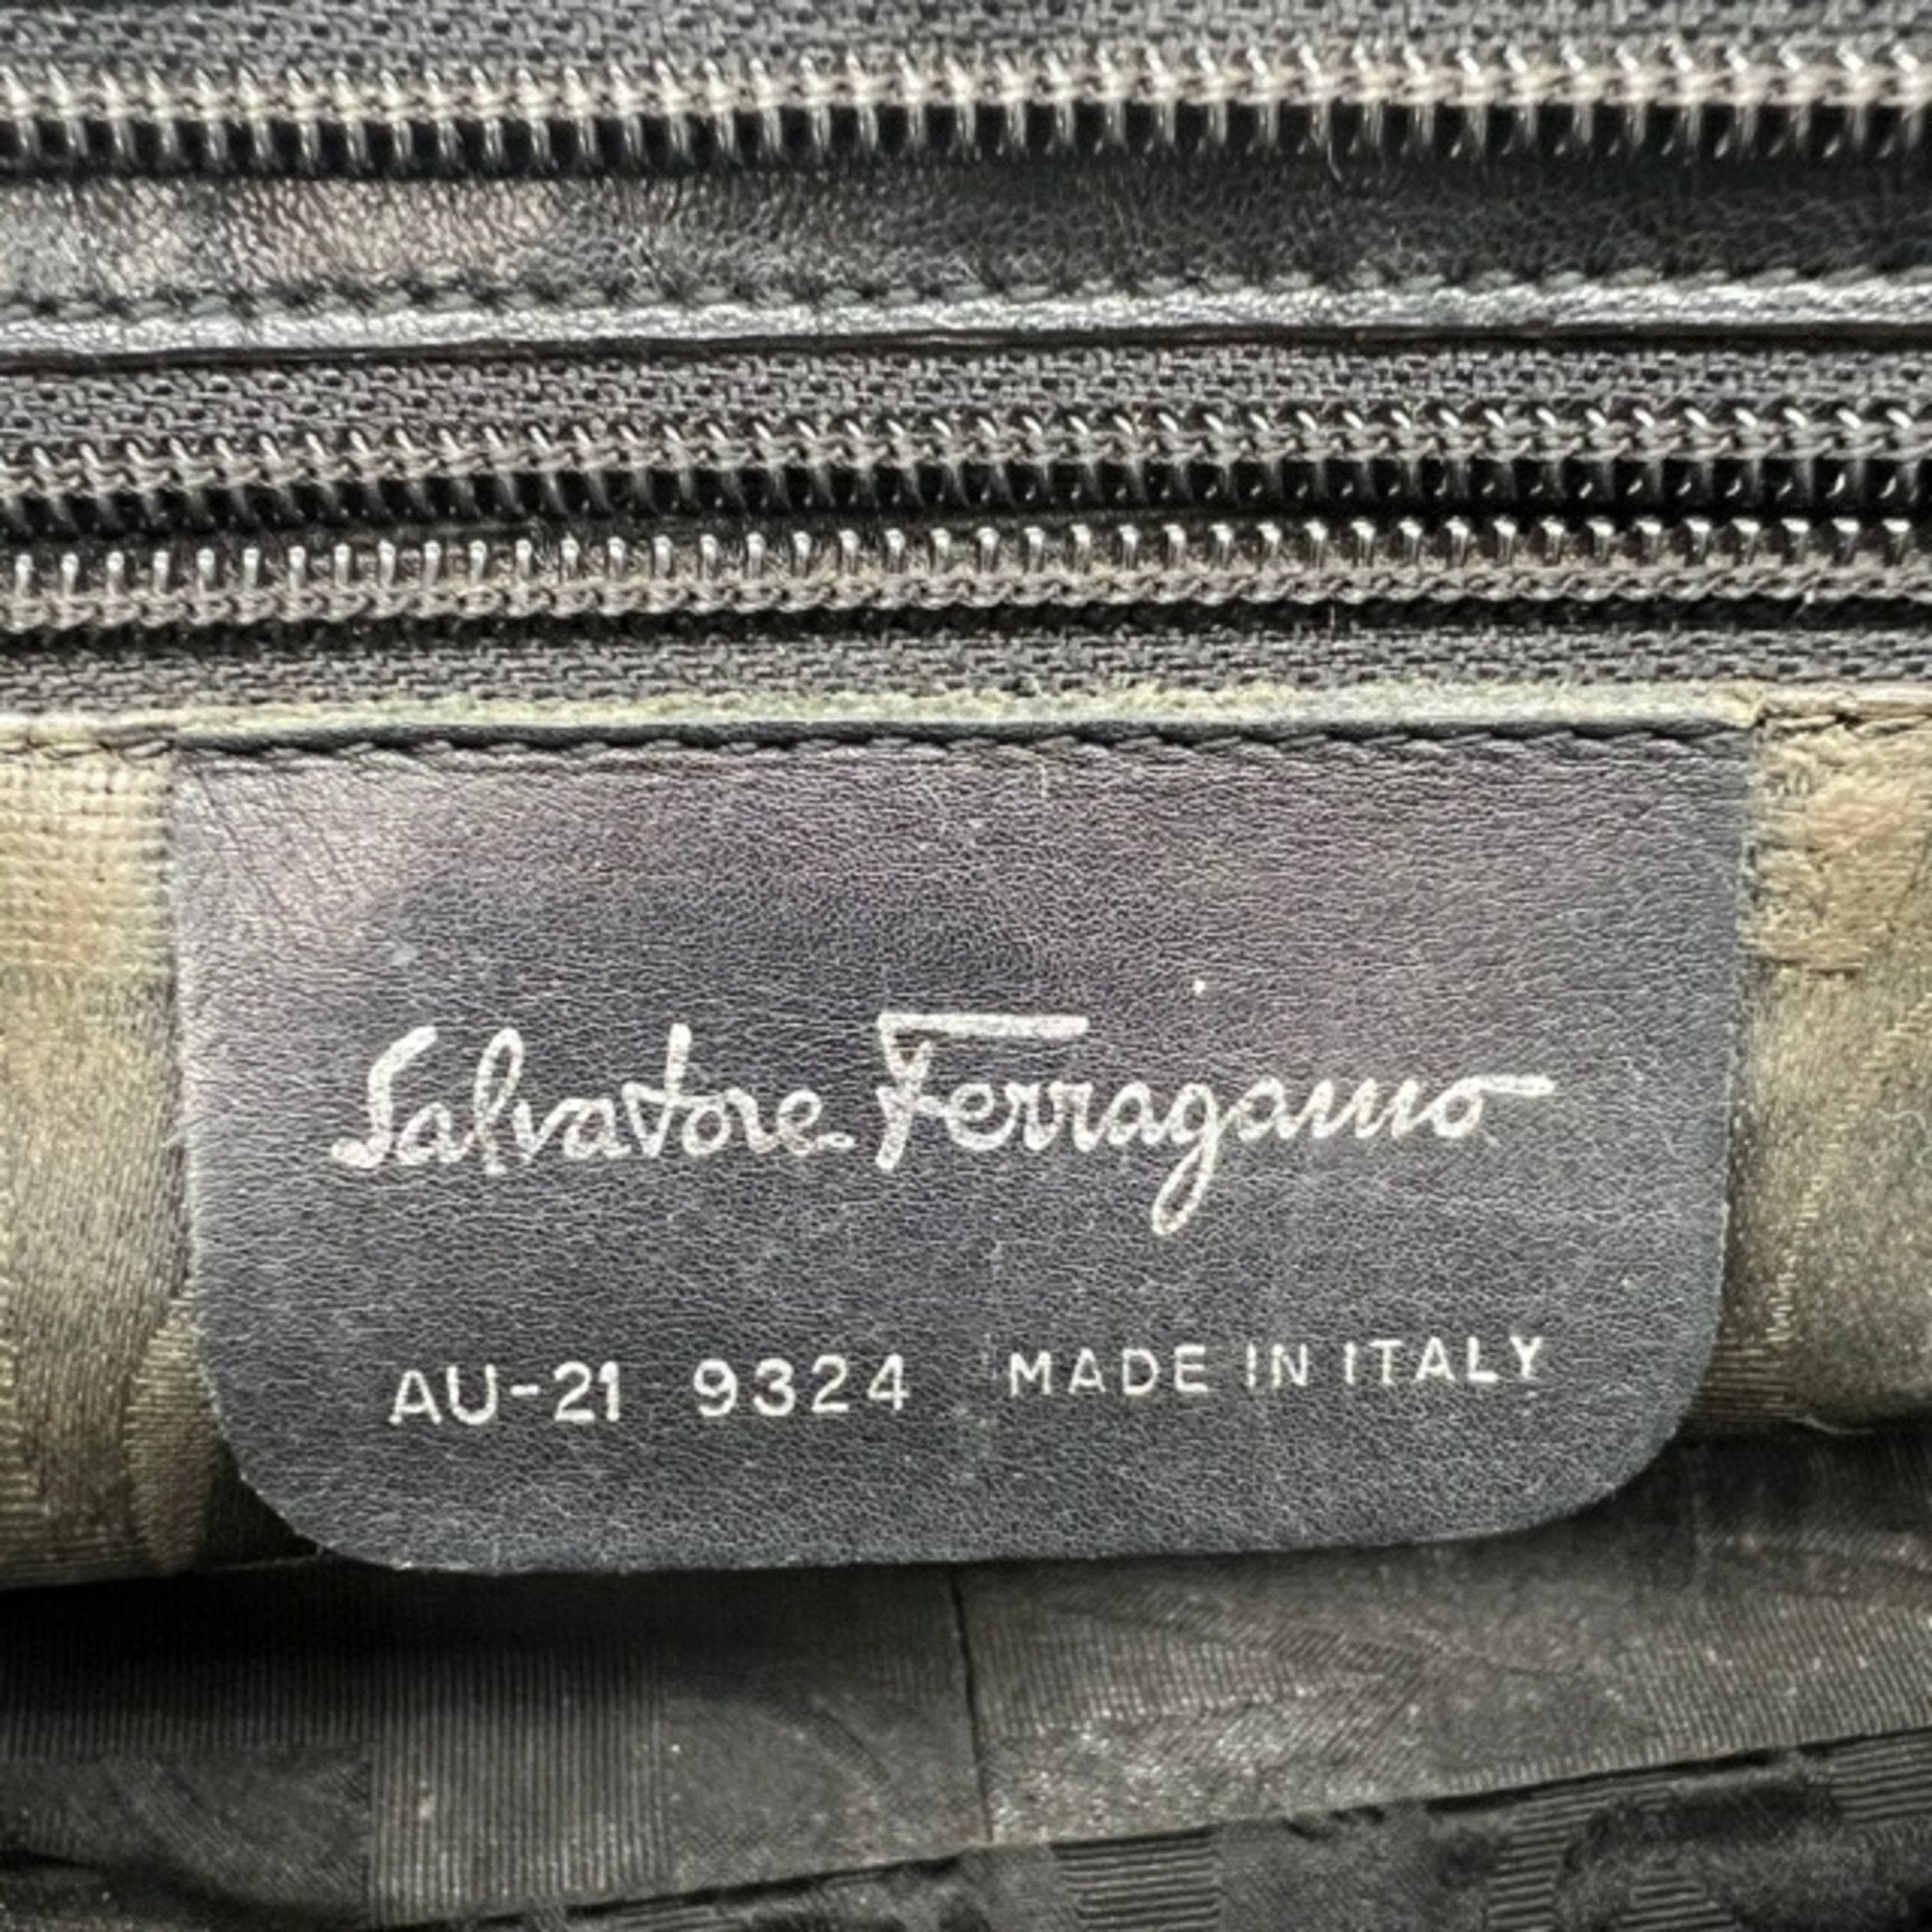 Salvatore Ferragamo
AU-21 9324 MADE IN ITALY